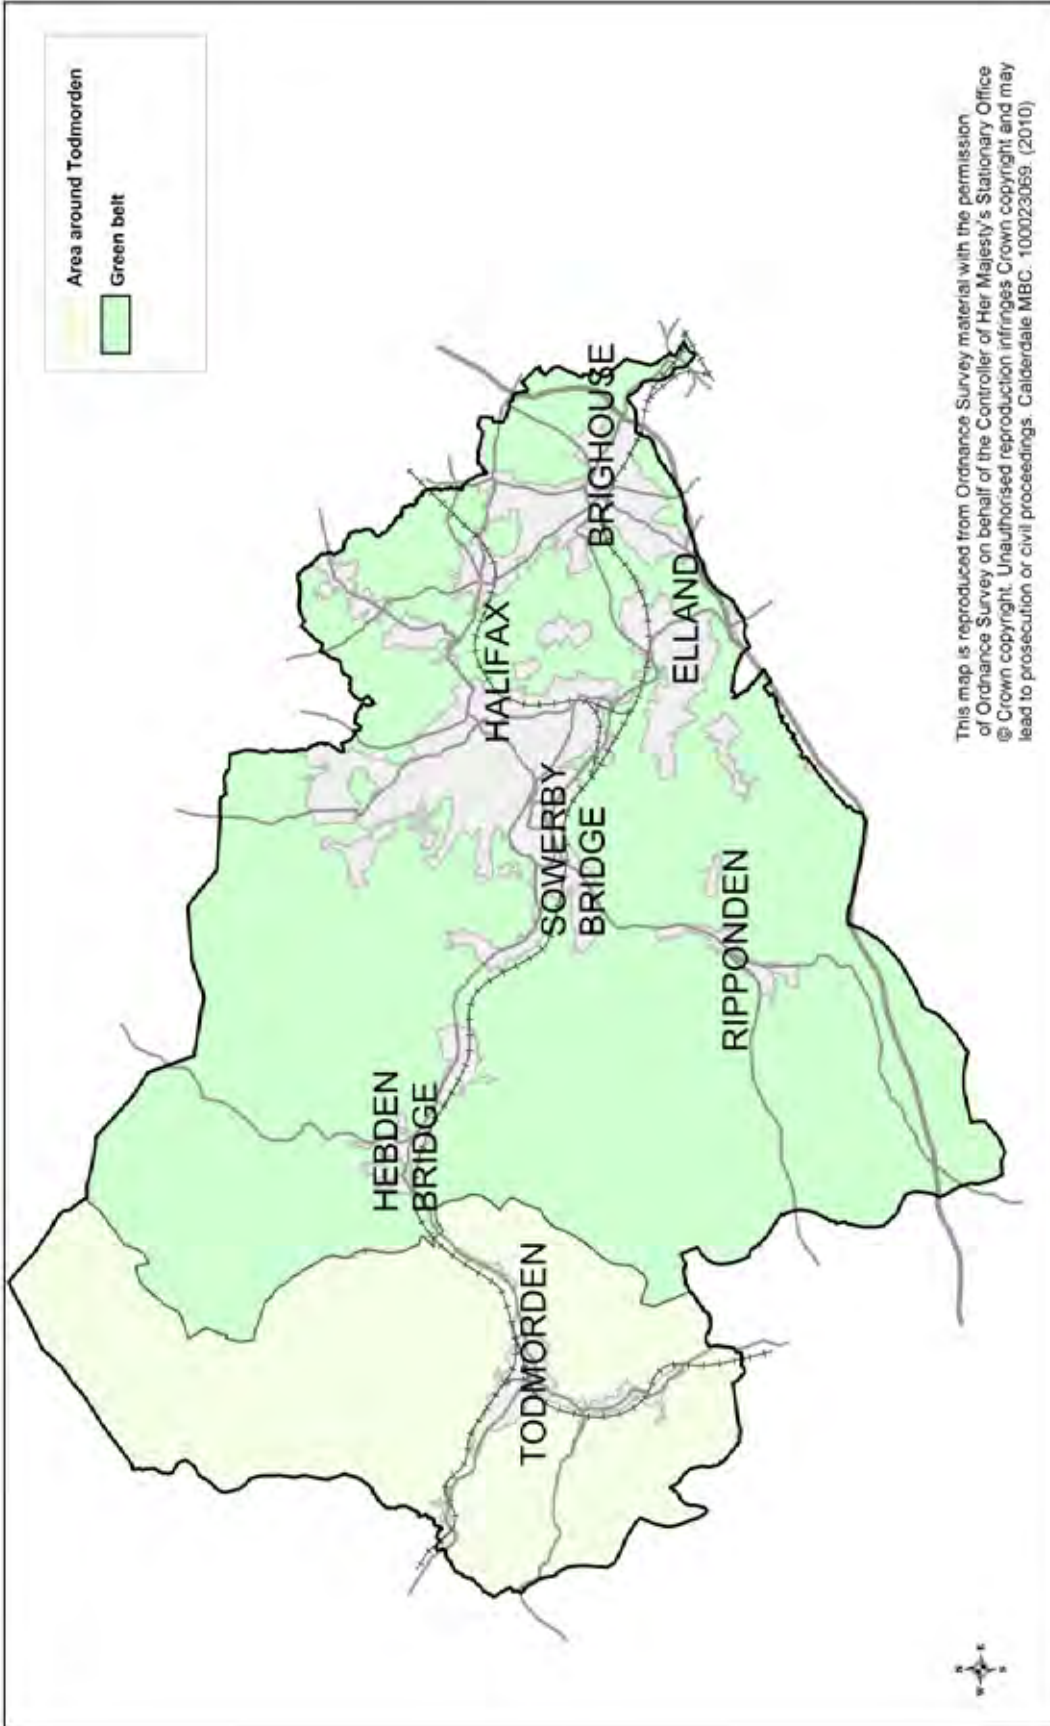 Area around Todmorden
Green belt
HEBDEN
BRIDGE
TODMORDEN
HALIFAX
SOWERBY
BRIDGE
BRIGHOUSE
ELLAND
RIPPONDEN
N
W E
S
This map is reproduced from Ordnance Survey material with the permission
of Ordnance Survey on behalf of the Controller of Her Majesty's Stationary Office
© Crown copyright. Unauthorised reproduction infringes Crown copyright and may
lead to prosecution or civil proceedings. Calderdale MBC. 100023069. (2010)